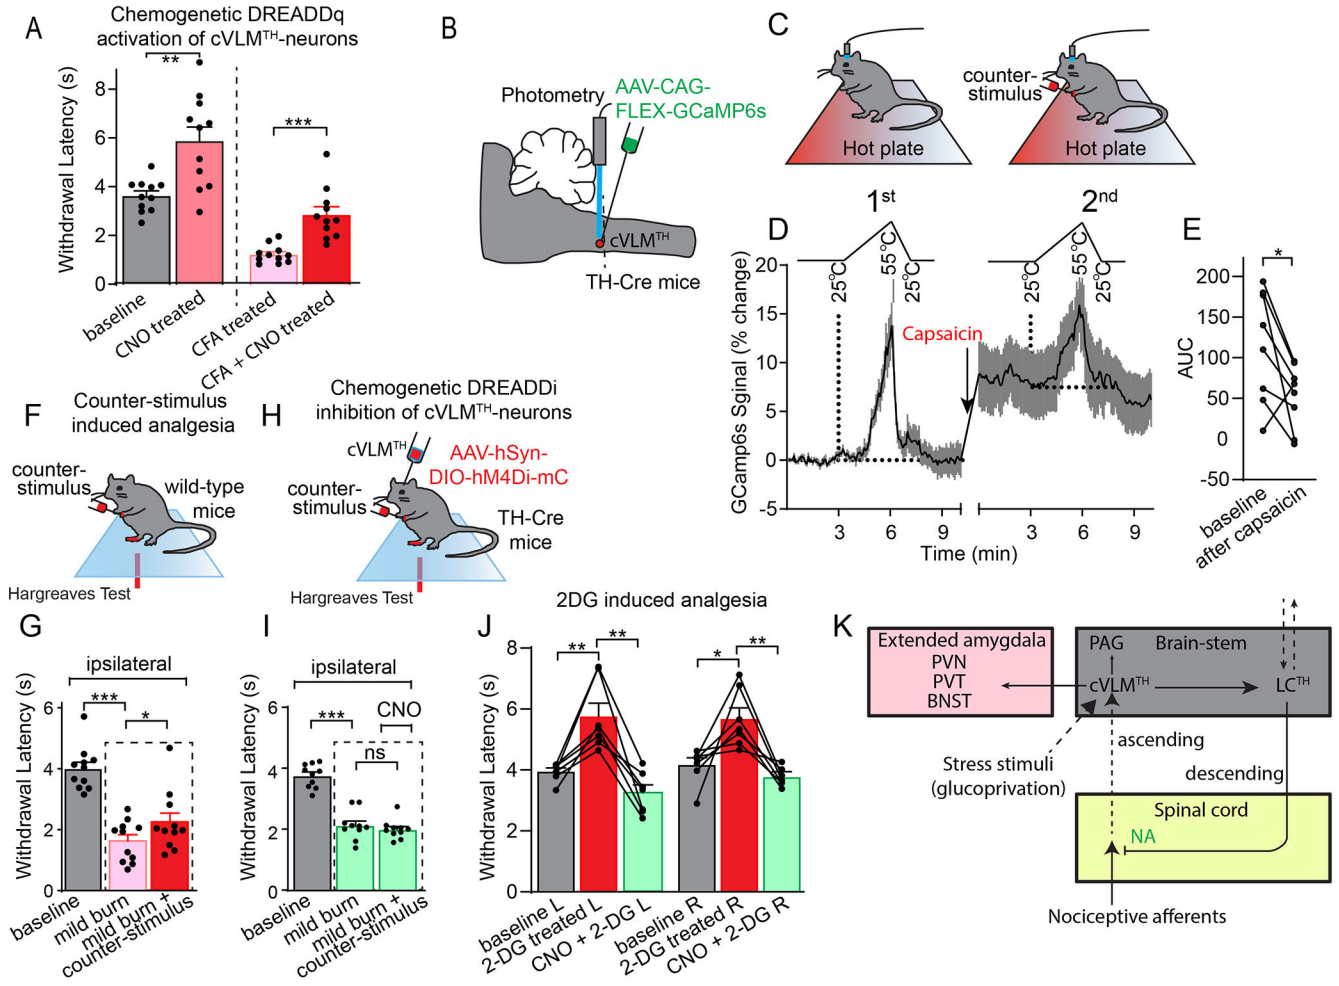 A
Chemogenetic DREADDq
activation of cVLMᵀᴴ-neurons
Withdrawal Latency (s)
8
6
4
2
0
**
***
baseline
CNO treated
CFA treated
CFA + CNO treated
B
Photometry
AAV-CAG-
FLEX-GCaMP6s
cVLMᵀᴴ
TH-Cre mice
C
counter-
stimulus
Hot plate
Hot plate
D
1st
2nd
25°C
55°C
25°C
25°C
55°C
25°C
GCamp6s Spinal (% change)
20
15
10
5
0
-5
Capsaicin
3
6
9
3
6
9
Time (min)
E
*
AUC
200
150
100
50
0
-50
baseline
after capsaicin
F
Counter-stimulus
induced analgesia
counter-
stimulus
wild-type
mice
Hargreaves Test
H
Chemogenetic DREADDi
inhibition of cVLMᵀᴴ-neurons
cVLMᵀᴴ
AAV-hSyn-
DIO-hM4Di-mC
counter-
stimulus
TH-Cre
mice
Hargreaves Test
G
ipsilateral
***
*
Withdrawal Latency (s)
6
4
2
0
baseline
mild burn
mild burn +
counter-stimulus
I
ipsilateral
CNO
***
ns
Withdrawal Latency (s)
6
4
2
0
baseline
mild burn
mild burn +
counter-stimulus
J
2DG induced analgesia
**
**
*
**
Withdrawal Latency (s)
8
6
4
2
0
baseline L
2-DG treated L
CNO + 2-DG L
baseline R
2-DG treated R
CNO + 2-DG R
K
Extended amygdala
PVN
PVT
BNST
PAG
Brain-stem
cVLMᵀᴴ
LCᵀᴴ
ascending
Stress stimuli
(glucoprivation)
descending
Spinal cord
NA
Nociceptive afferents